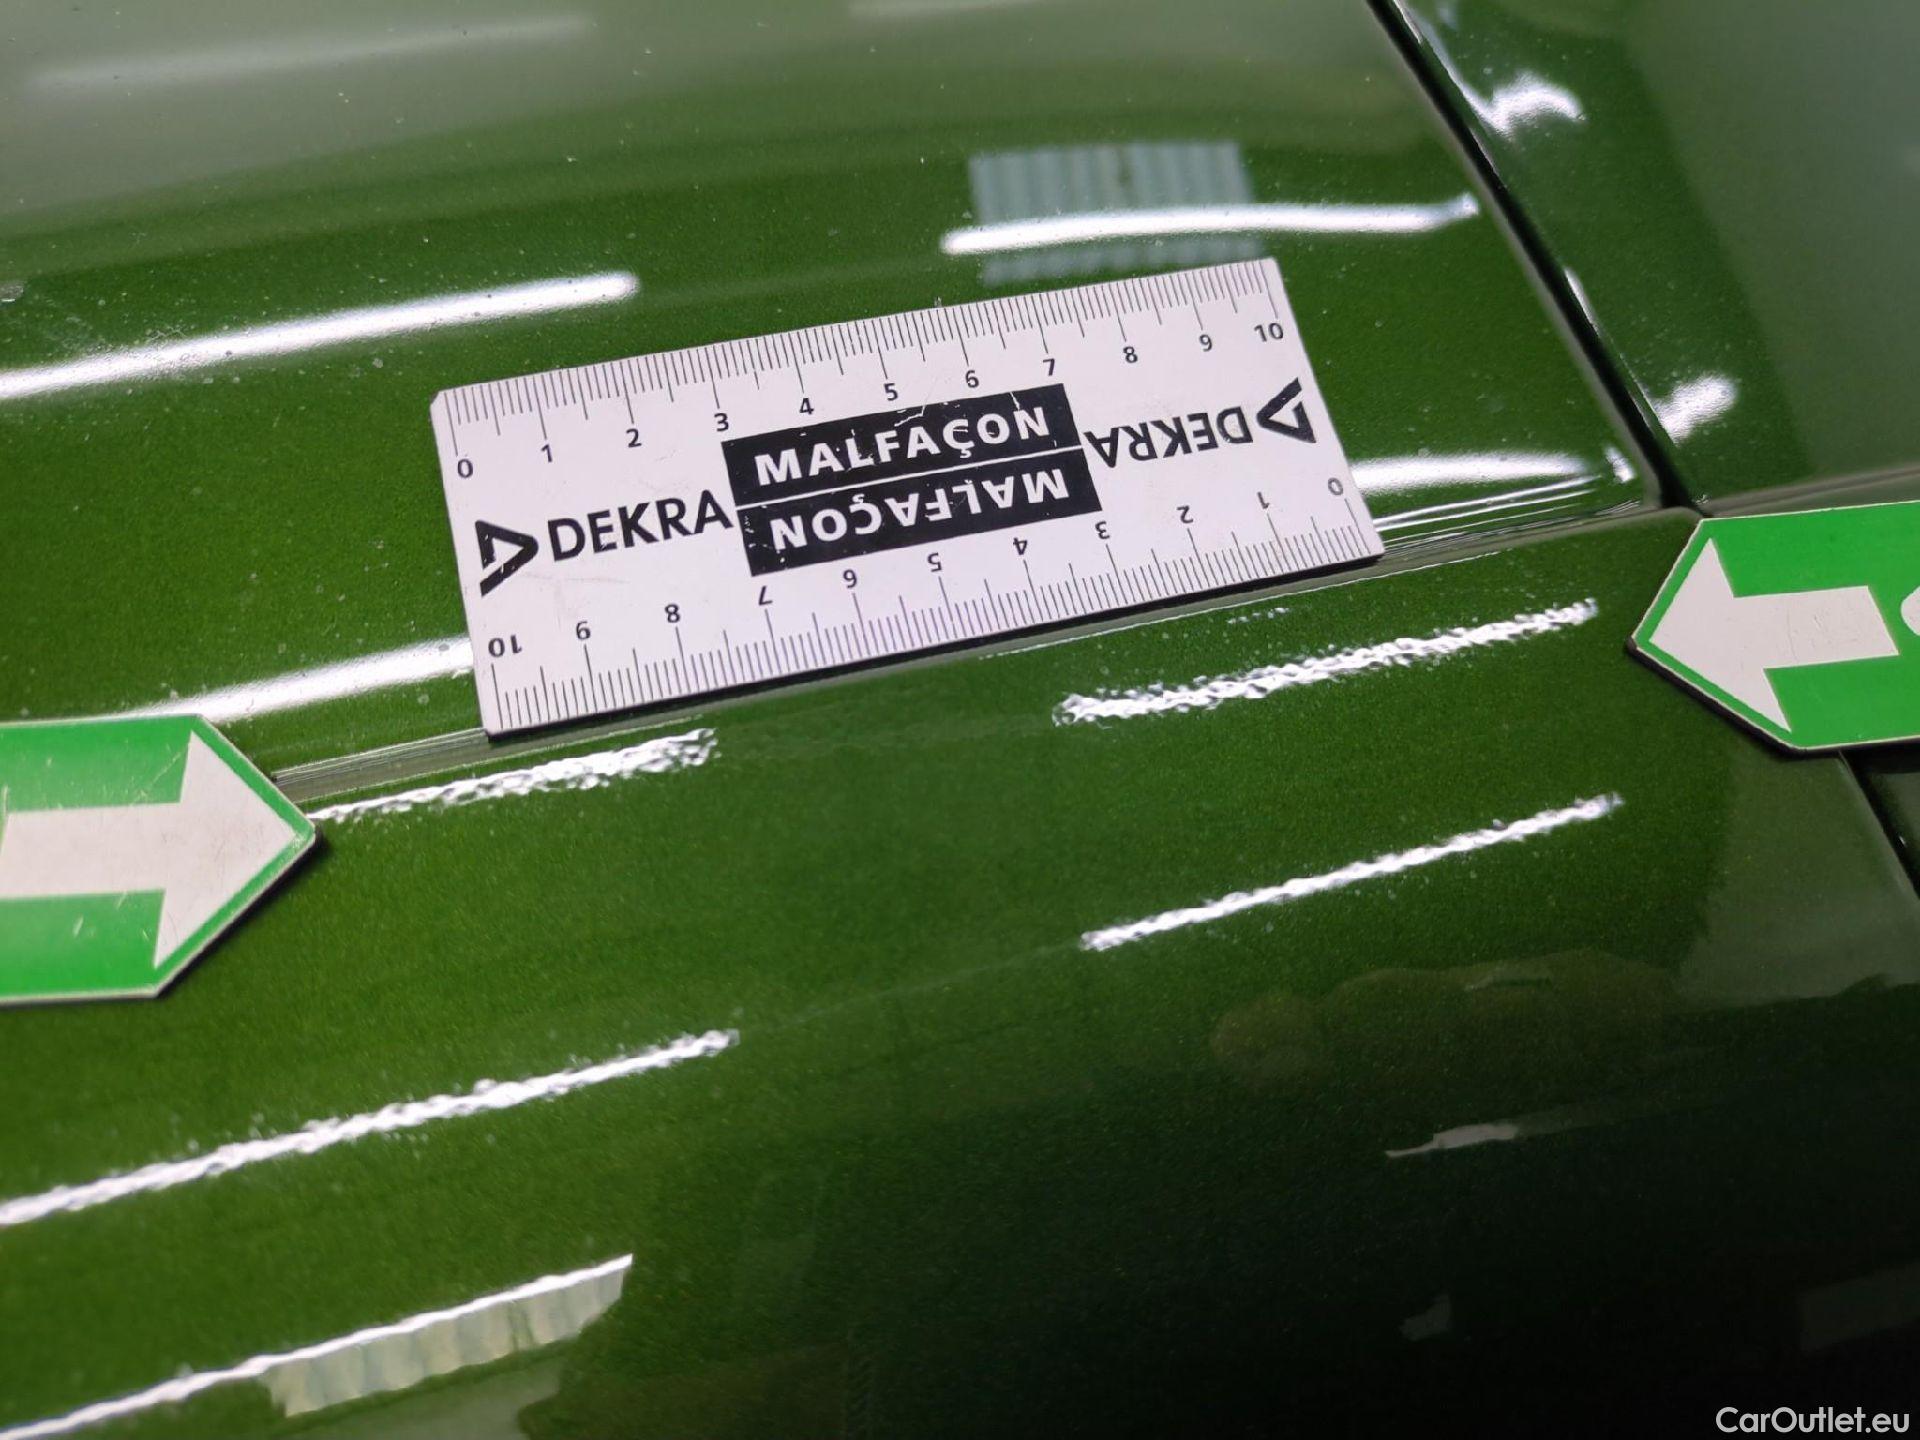 0 1 2 3 4 5 6 7 8 9 10
MALFAÇON
DEKRA
DEKRA
MALFAÇON
10 9 8 7 6 5 4 3 2 1 0
CarOutlet.eu